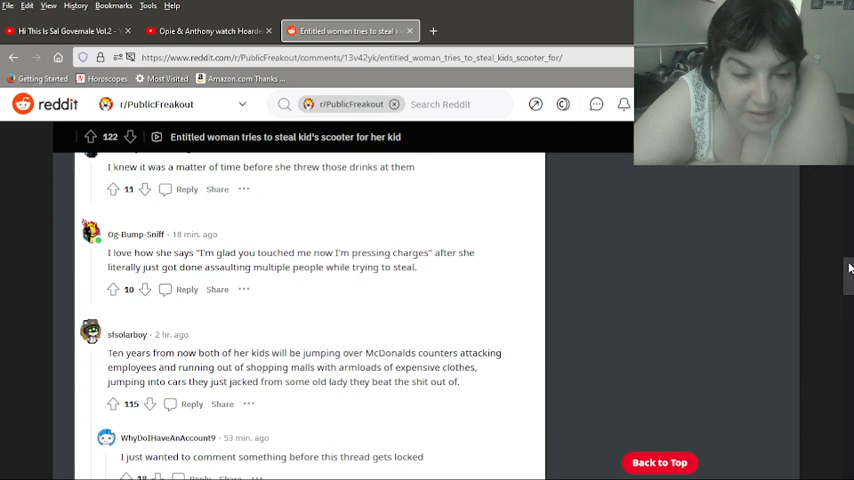 File Edit View History Bookmarks Tools Help
Hi This Is Sal Governale Vol.2 -
Opie & Anthony watch Hoarde
Entitled woman tries to steal kid's
https://www.reddit.com/r/PublicFreakout/comments/13v42yk/entitled_woman_tries_to_steal_kids_scooter_for/
Getting Started Horoscopes Most Visited Amazon.com Thanks ...
reddit r/PublicFreakout r/PublicFreakout Search Reddit
122 Entitled woman tries to steal kid's scooter for her kid
I knew it was a matter of time before she threw those drinks at them
11 Reply Share ...
Og-Bump-Sniff · 18 min. ago
I love how she says "I'm glad you touched me now I'm pressing charges" after she
literally just got done assaulting multiple people while trying to steal.
10 Reply Share ...
sfsolarboy · 2 hr. ago
Ten years from now both of her kids will be jumping over McDonalds counters attacking
employees and running out of shopping malls with armloads of expensive clothes,
jumping into cars they just jacked from some old lady they beat the shit out of.
115 Reply Share ...
WhyDoIHaveAnAccount9 · 53 min. ago
I just wanted to comment something before this thread gets locked
18 Reply Share ...
Back to Top